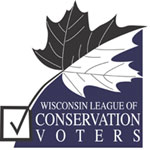 WISCONSIN LEAGUE OF
CONSERVATION
VOTERS